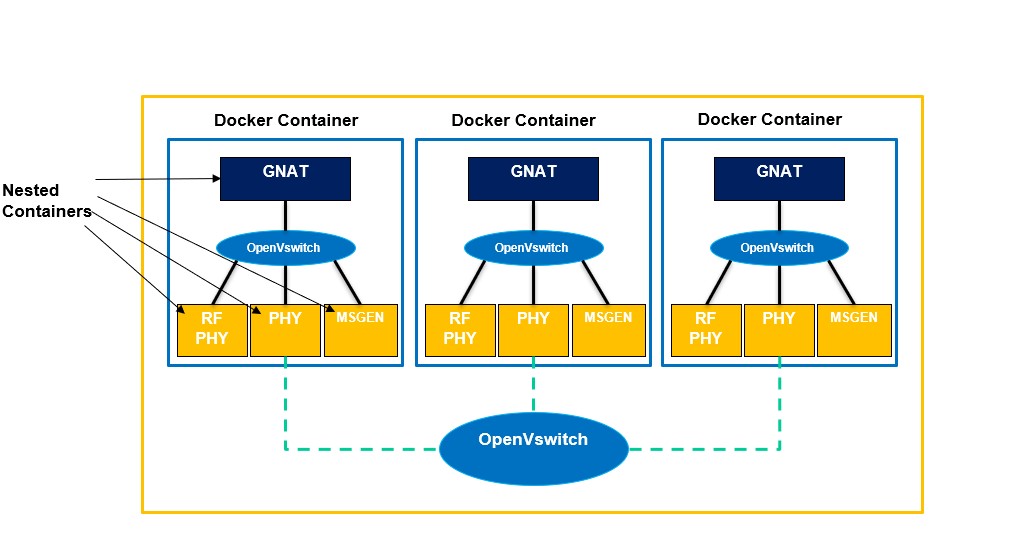 Docker Container
Docker Container
Docker Container
GNAT
GNAT
GNAT
Nested
Containers
OpenVswitch
OpenVswitch
OpenVswitch
RF
PHY
PHY
MSGEN
RF
PHY
PHY
MSGEN
RF
PHY
PHY
MSGEN
OpenVswitch